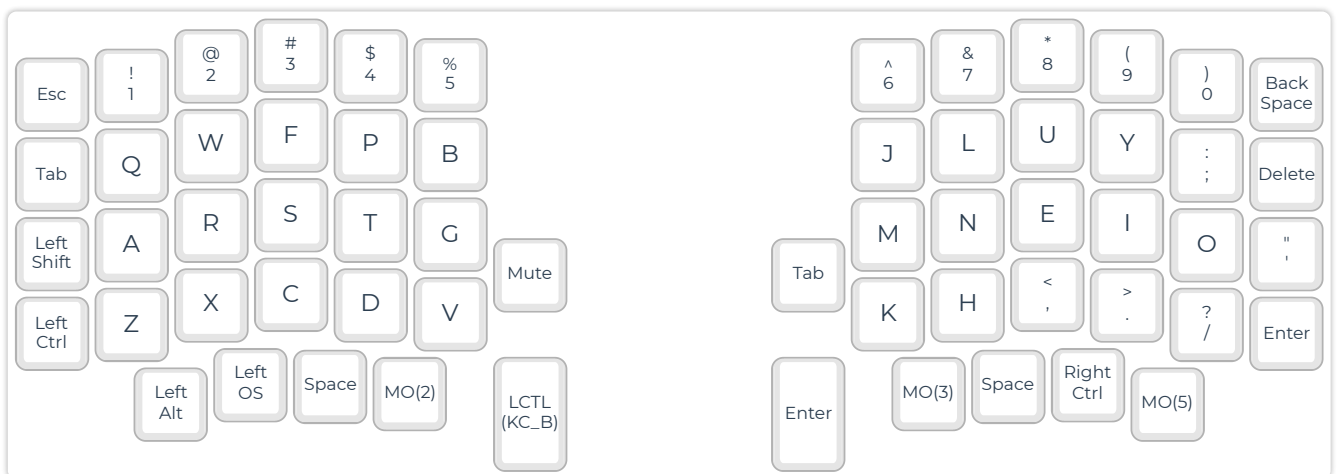 Esc
!
1
@
2
#
3
$
4
%
5
^
6
&
7
*
8
(
9
)
0
Back
Space
Tab
Q
W
F
P
B
J
L
U
Y
:
;
Delete
Left
Shift
A
R
S
T
G
Mute
Tab
M
N
E
I
O
"
'
Left
Ctrl
Z
X
C
D
V
K
H
<
,
>
.
?
/
Enter
Left
Alt
Left
OS
Space
MO(2)
LCTL
(KC_B)
Enter
MO(3)
Space
Right
Ctrl
MO(5)